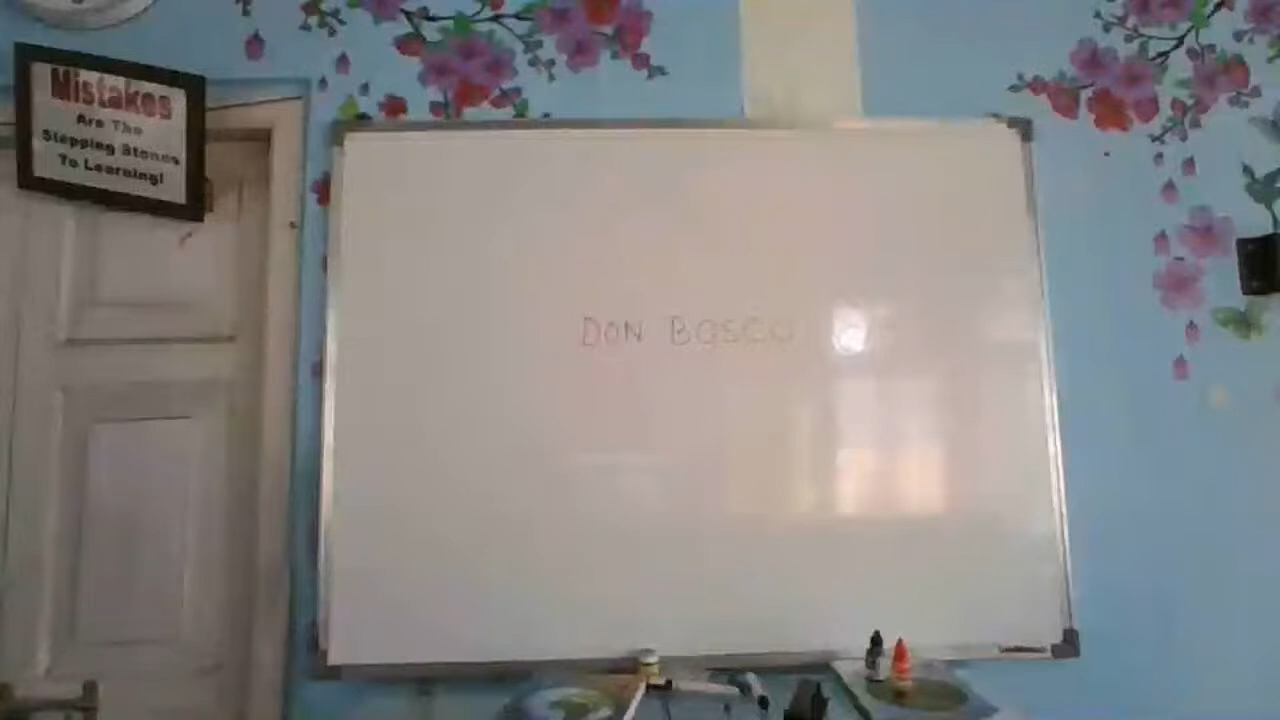 Mistakes
Are The
Stepping Stones
To Learning!
DON BOSCO